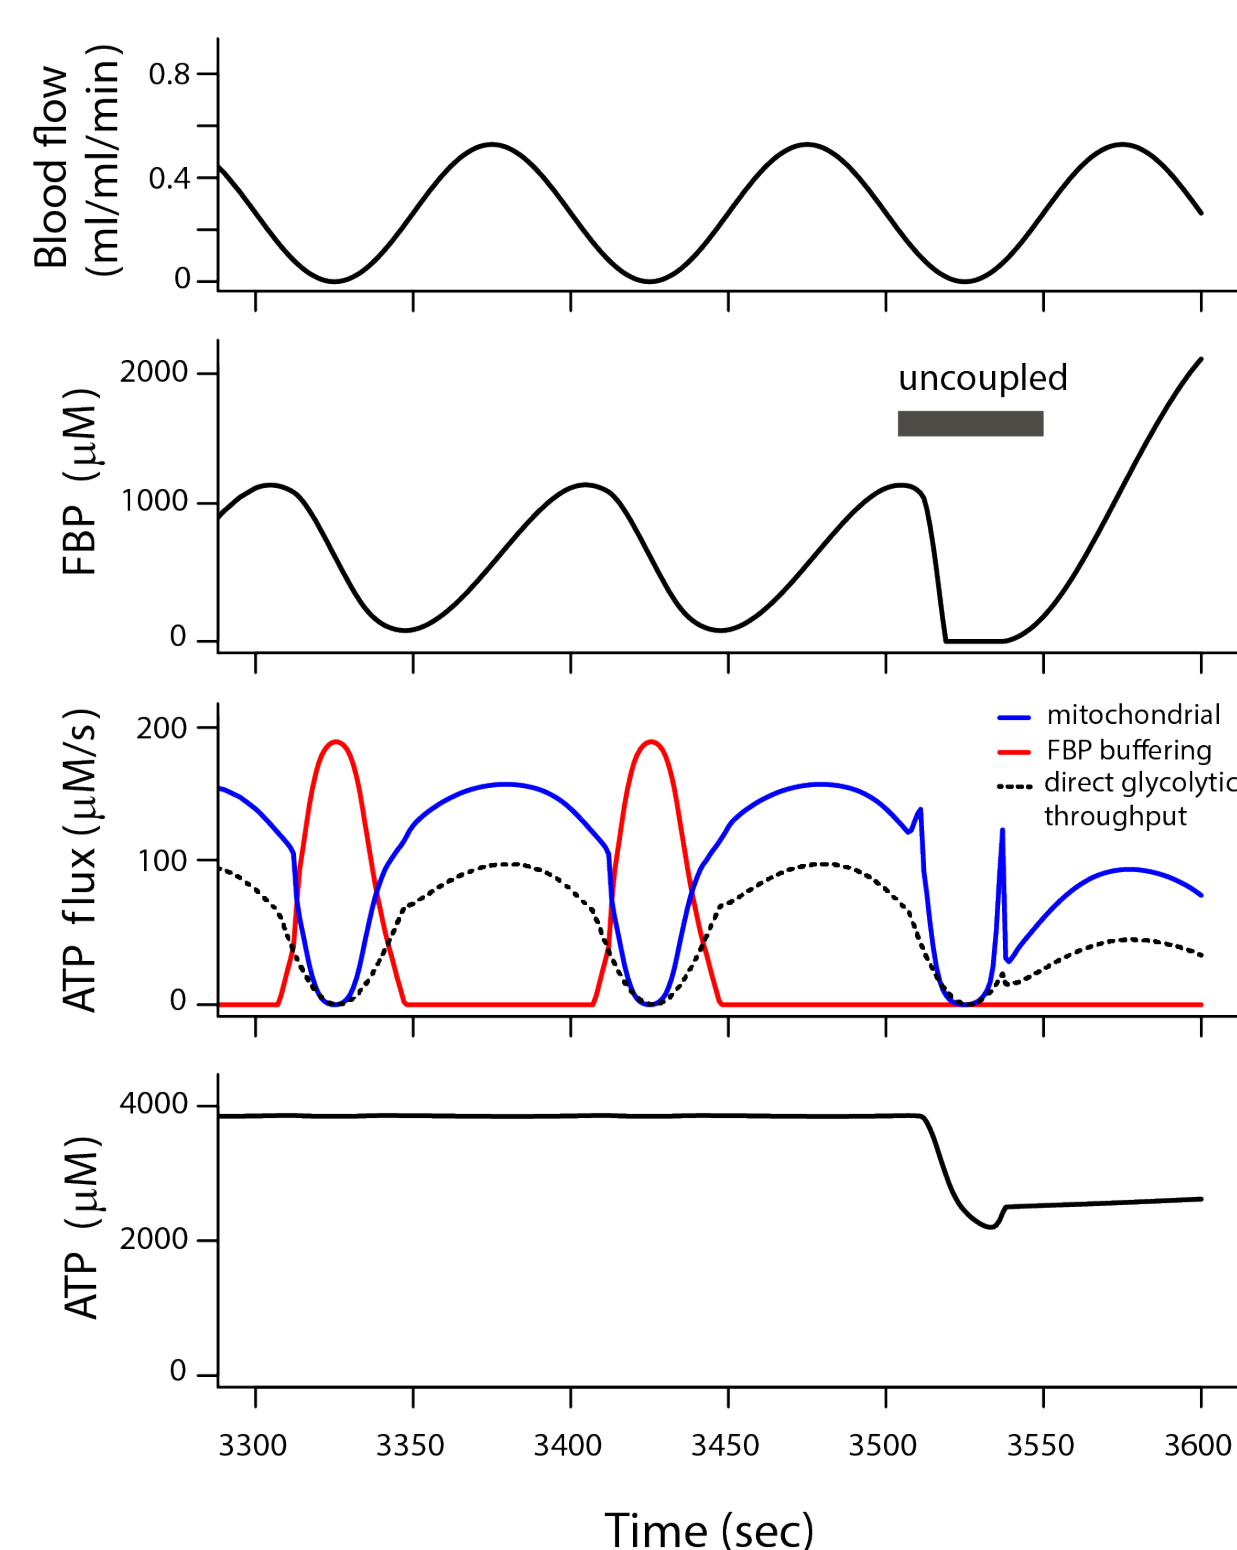 Blood flow
(ml/ml/min)
0.8
0.4
0
FBP (μM)
2000
1000
0
uncoupled
ATP flux (μM/s)
200
100
0
mitochondrial
FBP buffering
direct glycolytic
throughput
ATP (μM)
4000
2000
0
3300 3350 3400 3450 3500 3550 3600
Time (sec)